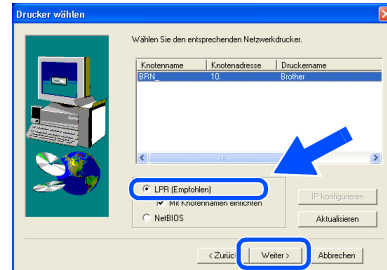 Drucker wählen
Wählen Sie den entsprechenden Netzwerkdrucker.
Knotenname Knotenadresse Druckername
BRN_ 10. Brother
LPR (Empfohlen)
Mit Knotennamen einrichten
IP konfigurieren
NetBIOS
Aktualisieren
< Zurück
Weiter >
Abbrechen